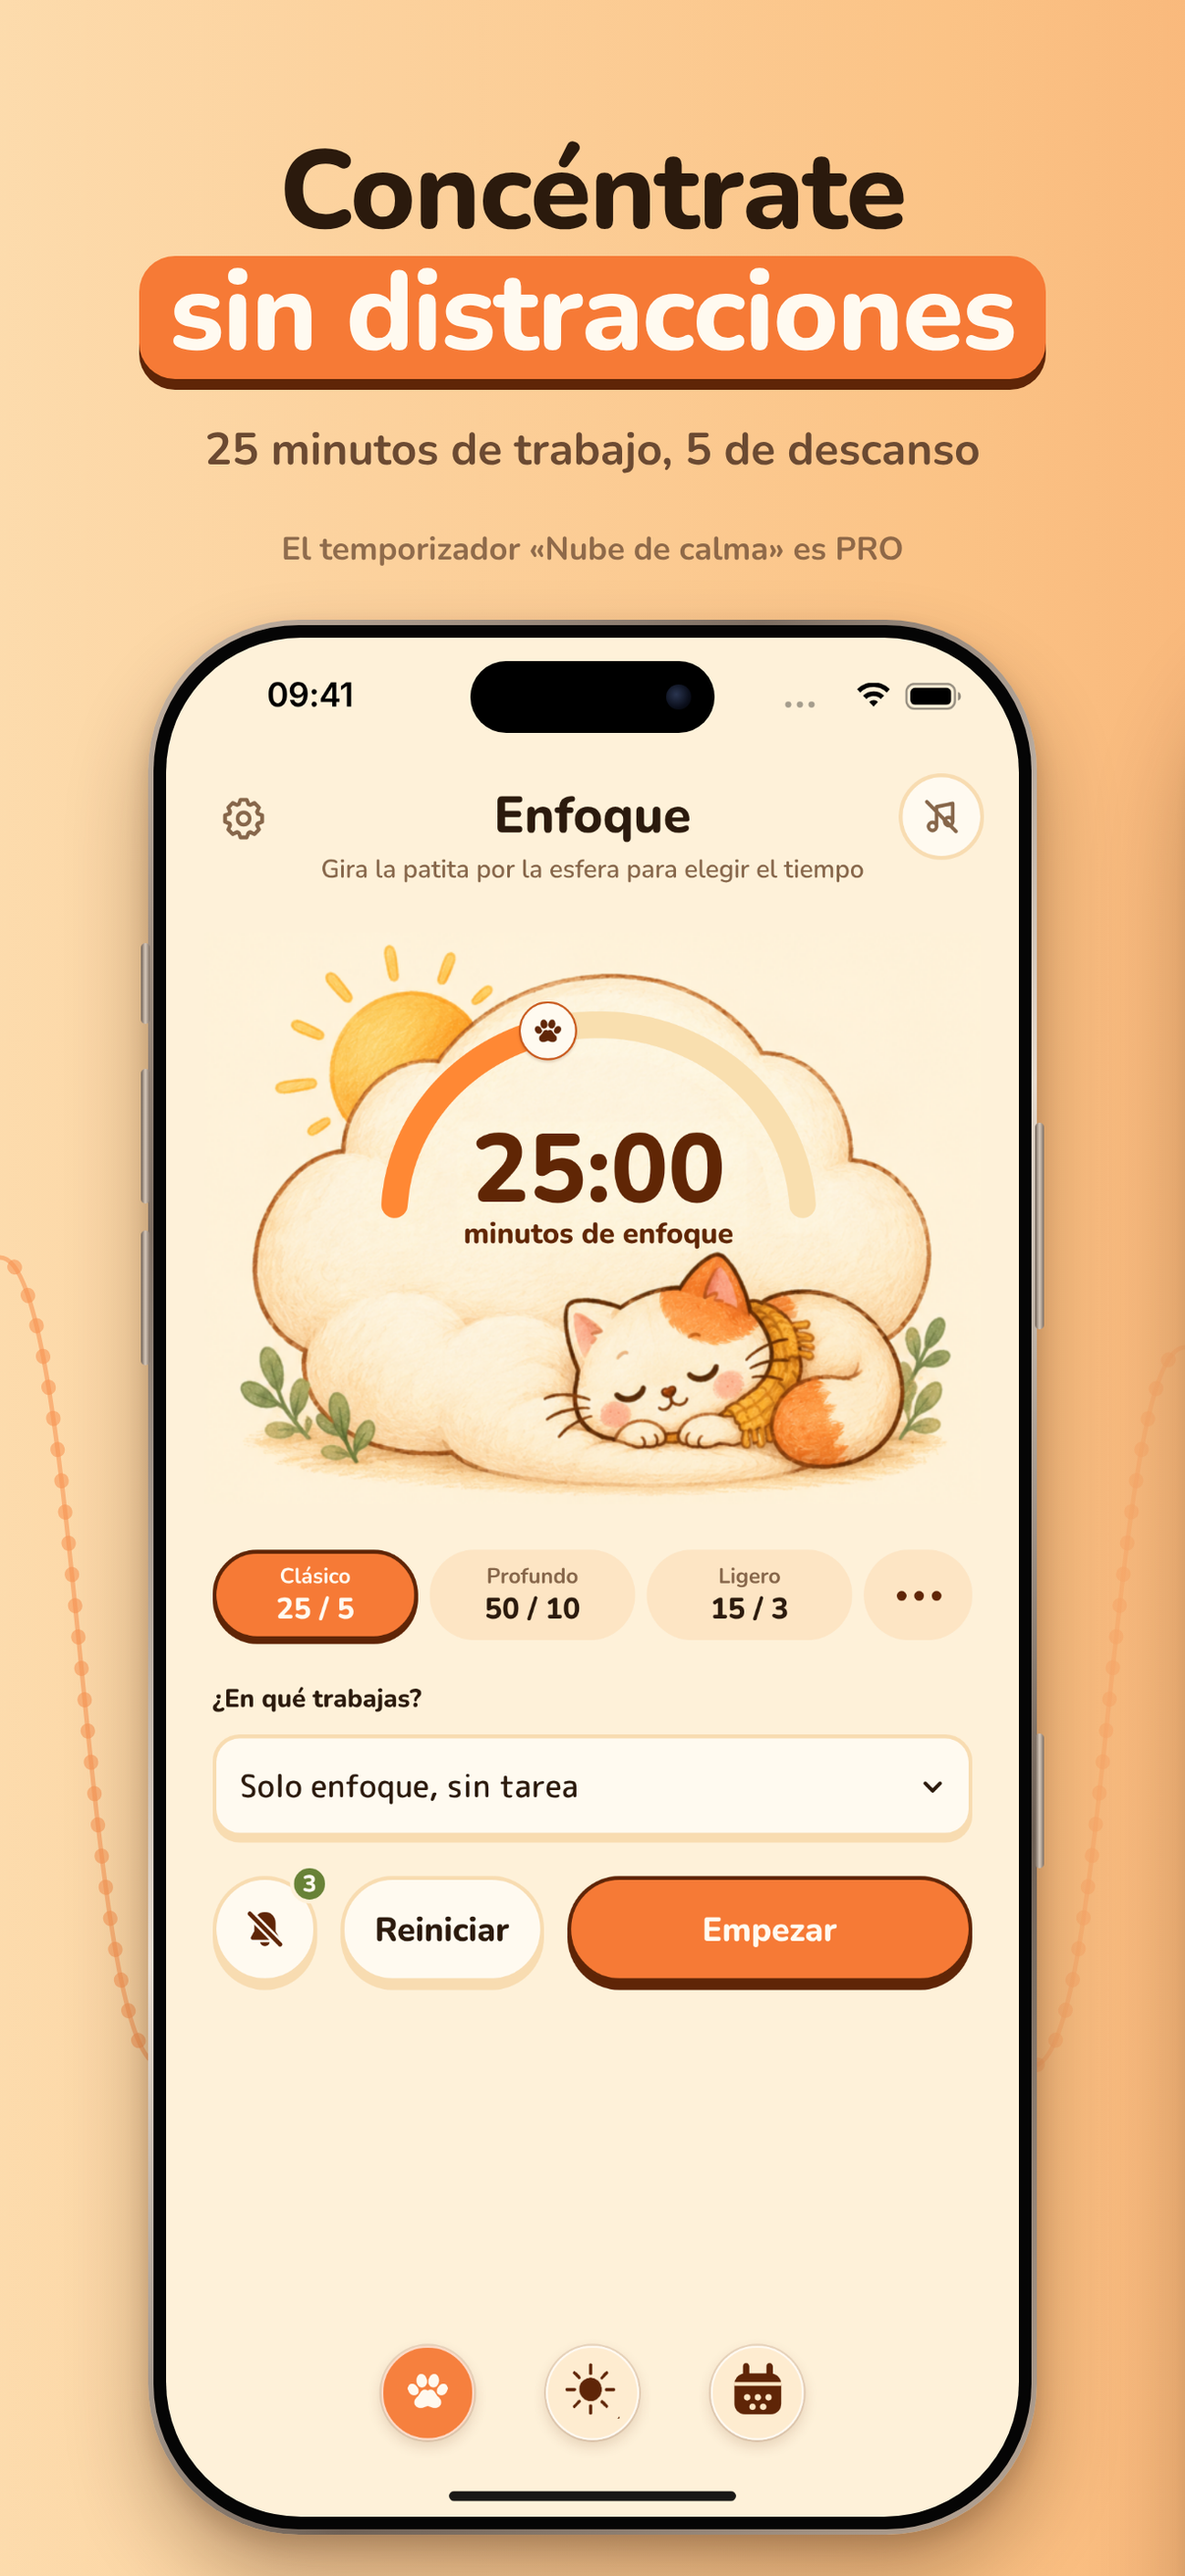 Concéntrate
sin distracciones
25 minutos de trabajo, 5 de descanso
El temporizador «Nube de calma» es PRO
09:41
Enfoque
Gira la patita por la esfera para elegir el tiempo
25:00
minutos de enfoque
Clásico
25 / 5
Profundo
50 / 10
Ligero
15 / 3
¿En qué trabajas?
Solo enfoque, sin tarea
3
Reiniciar
Empezar